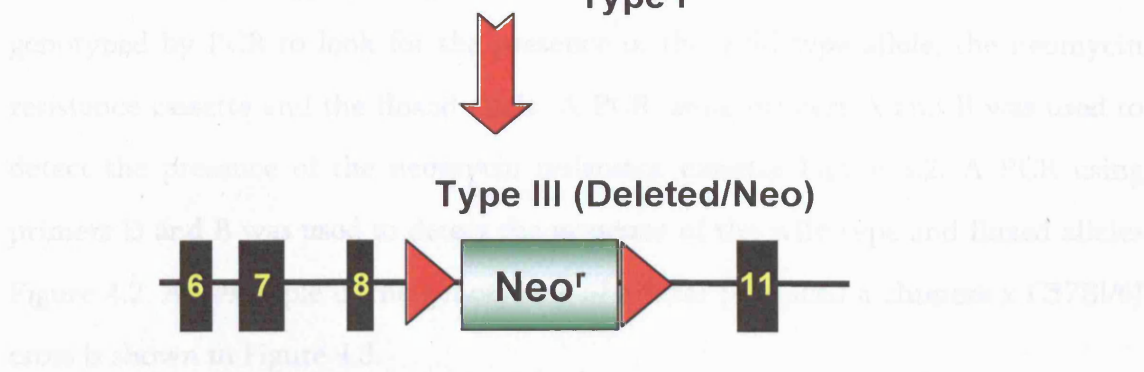 Type I
genotyped by PCR to look for the presence of the wild type allele, the neomycin
resistance cassette and the floxed A PCR and B was used to
detect the presence of the neomycin resistance cassette Figure 4.2. A PCR using
Type III (Deleted/Neo)
primers D and B was used to detect the presence of the wild type and floxed alleles
6 7 8 Neoʳ 11
Figure 4.2. a chimaera x C57Bl/6J
cross is shown in Figure 4.3.